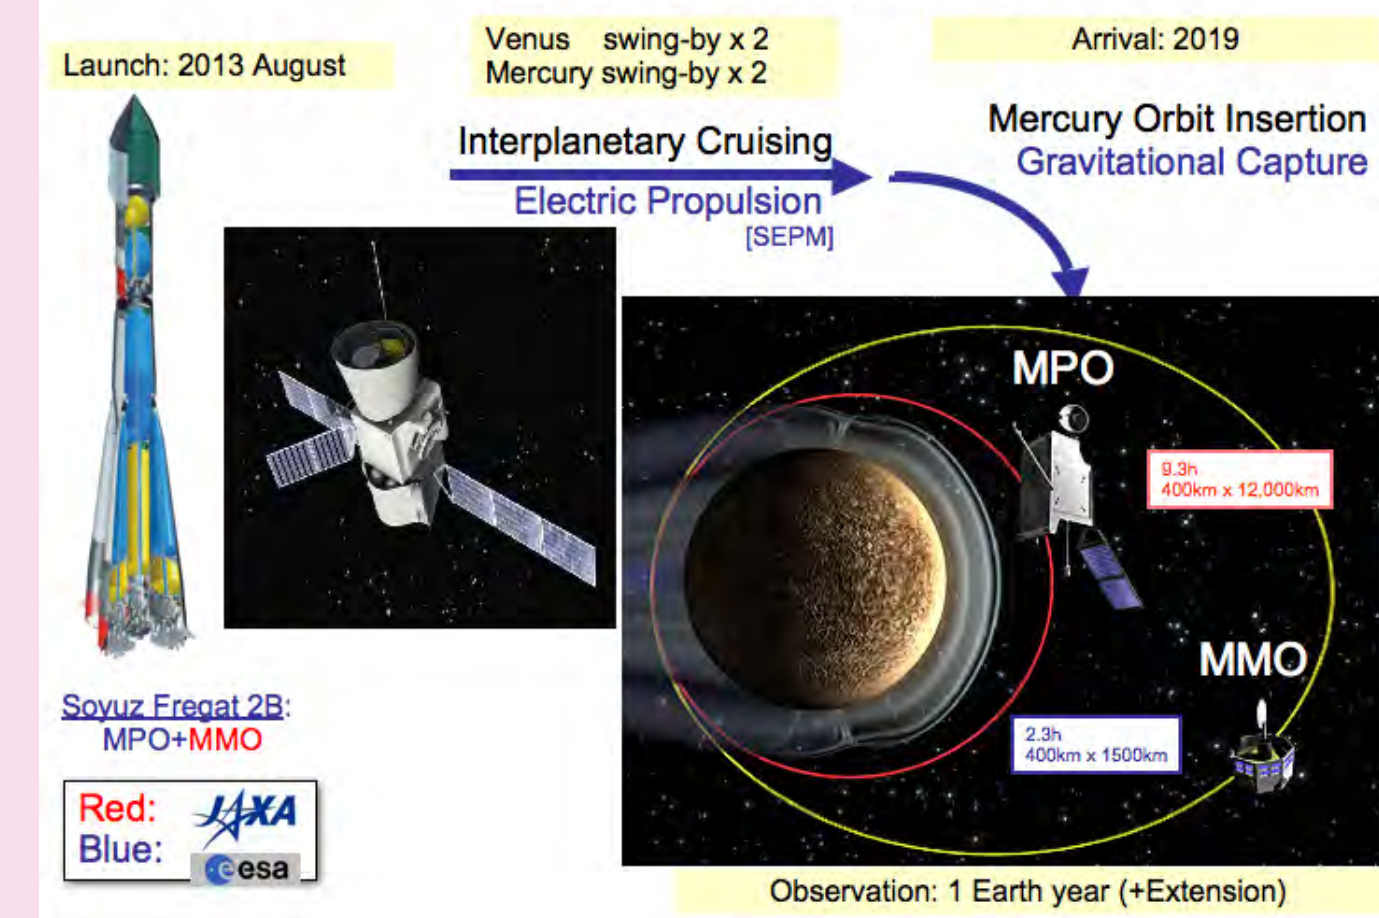 Launch: 2013 August
Venus swing-by x 2
Mercury swing-by x 2
Arrival: 2019
Interplanetary Cruising
Electric Propulsion
[SEPM]
Mercury Orbit Insertion
Gravitational Capture
MPO
9.3h
400km x 12,000km
MMO
2.3h
400km x 1500km
Soyuz Fregat 2B:
MPO+MMO
Red: JAXA
Blue: esa
Observation: 1 Earth year (+Extension)